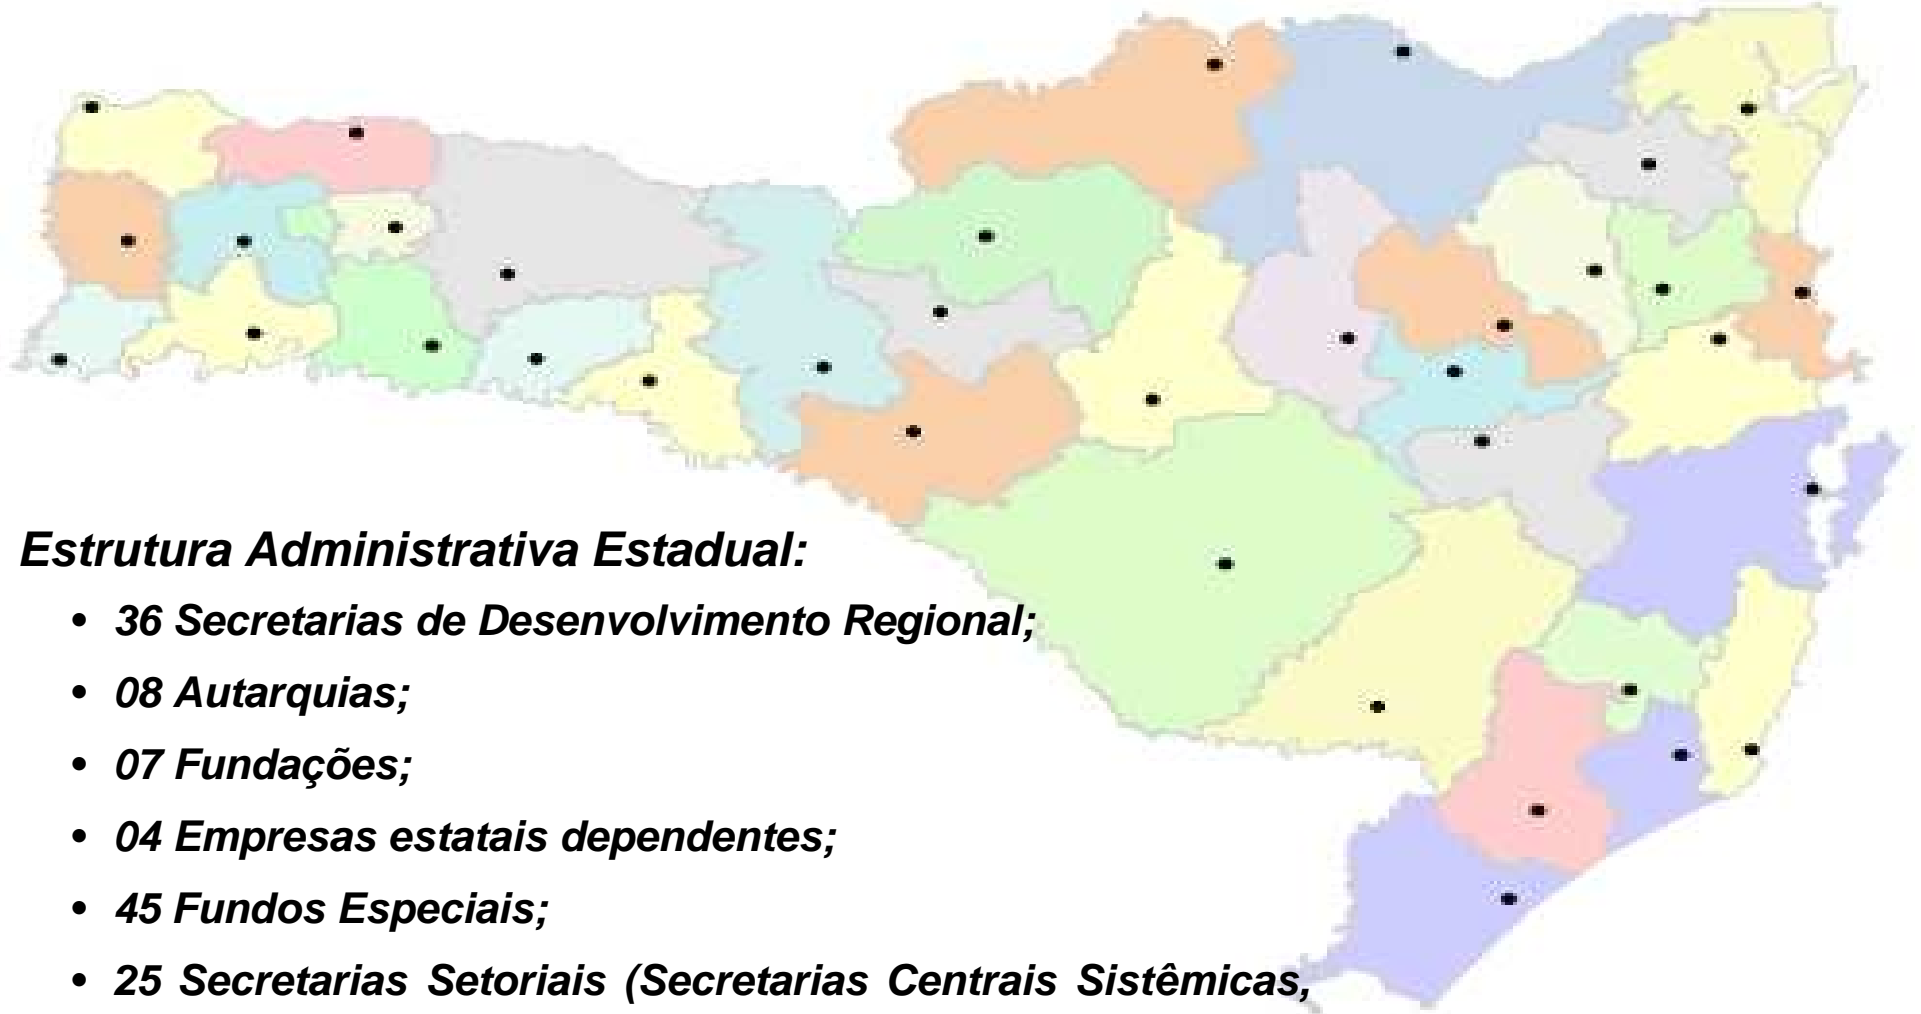 Estrutura Administrativa Estadual:
• 36 Secretarias de Desenvolvimento Regional;
• 08 Autarquias;
• 07 Fundações;
• 04 Empresas estatais dependentes;
• 45 Fundos Especiais;
• 25 Secretarias Setoriais (Secretarias Centrais Sistêmicas,